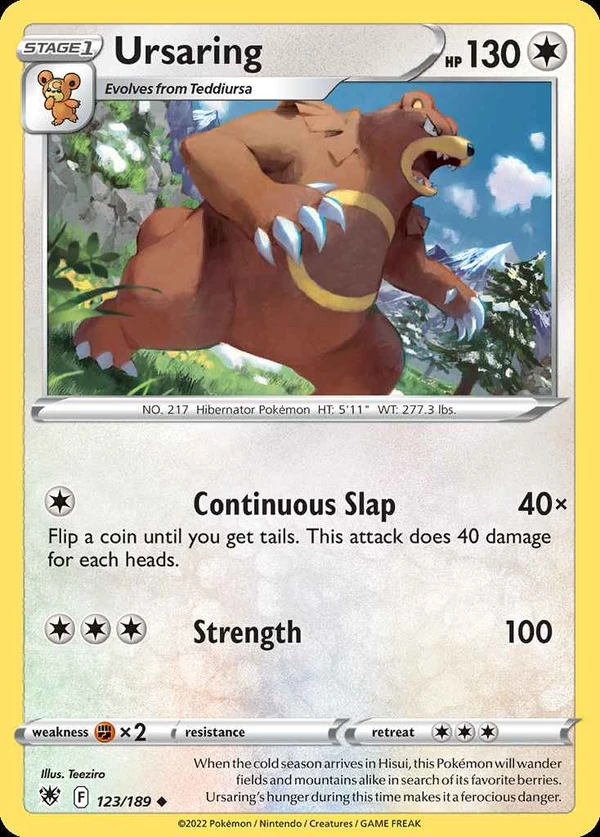 STAGE 1
Ursaring
HP 130
Evolves from Teddiursa
NO. 217 Hibernator Pokémon HT: 5'11" WT: 277.3 lbs.
Continuous Slap 40×
Flip a coin until you get tails. This attack does 40 damage
for each heads.
Strength 100
weakness ×2 resistance retreat
Illus. Teeziro
F 123/189
When the cold season arrives in Hisui, this Pokémon will wander
fields and mountains alike in search of its favorite berries.
Ursaring's hunger during this time makes it a ferocious danger.
©2022 Pokémon / Nintendo / Creatures / GAME FREAK